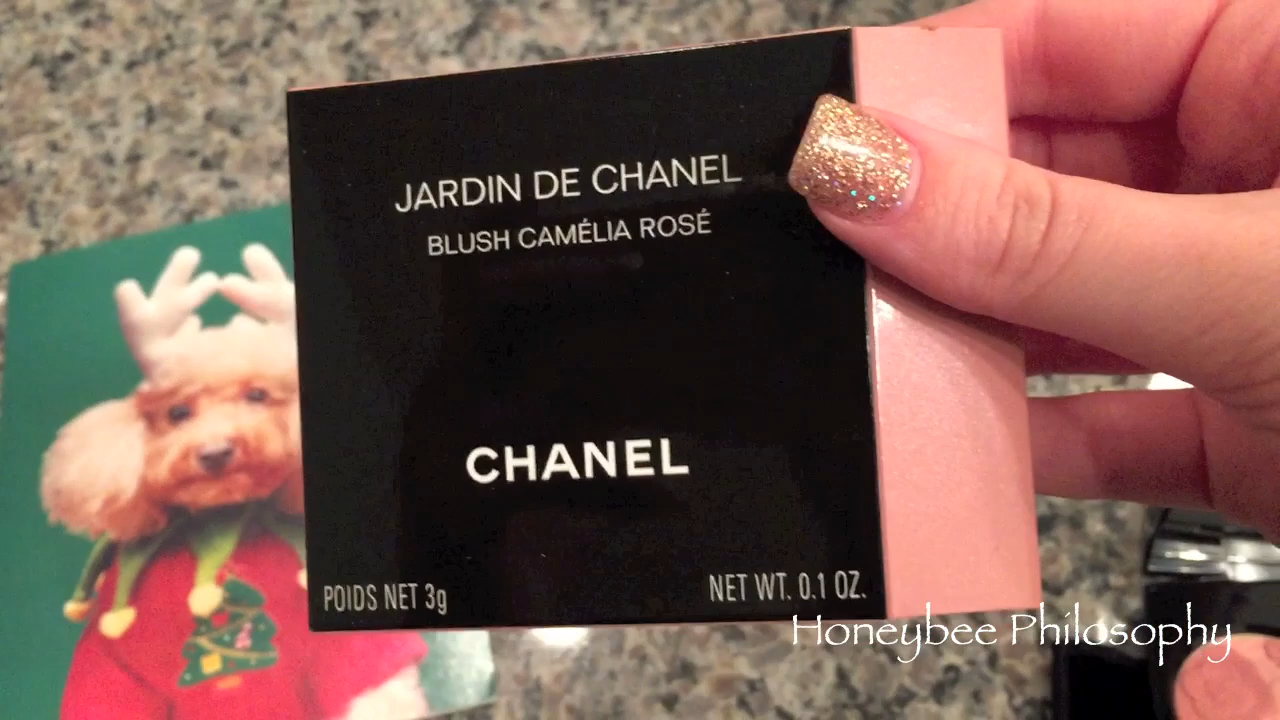 JARDIN DE CHANEL
BLUSH CAMÉLIA ROSÉ
CHANEL
POIDS NET 3g
NET WT. 0.1 OZ.
Honeybee Philosophy